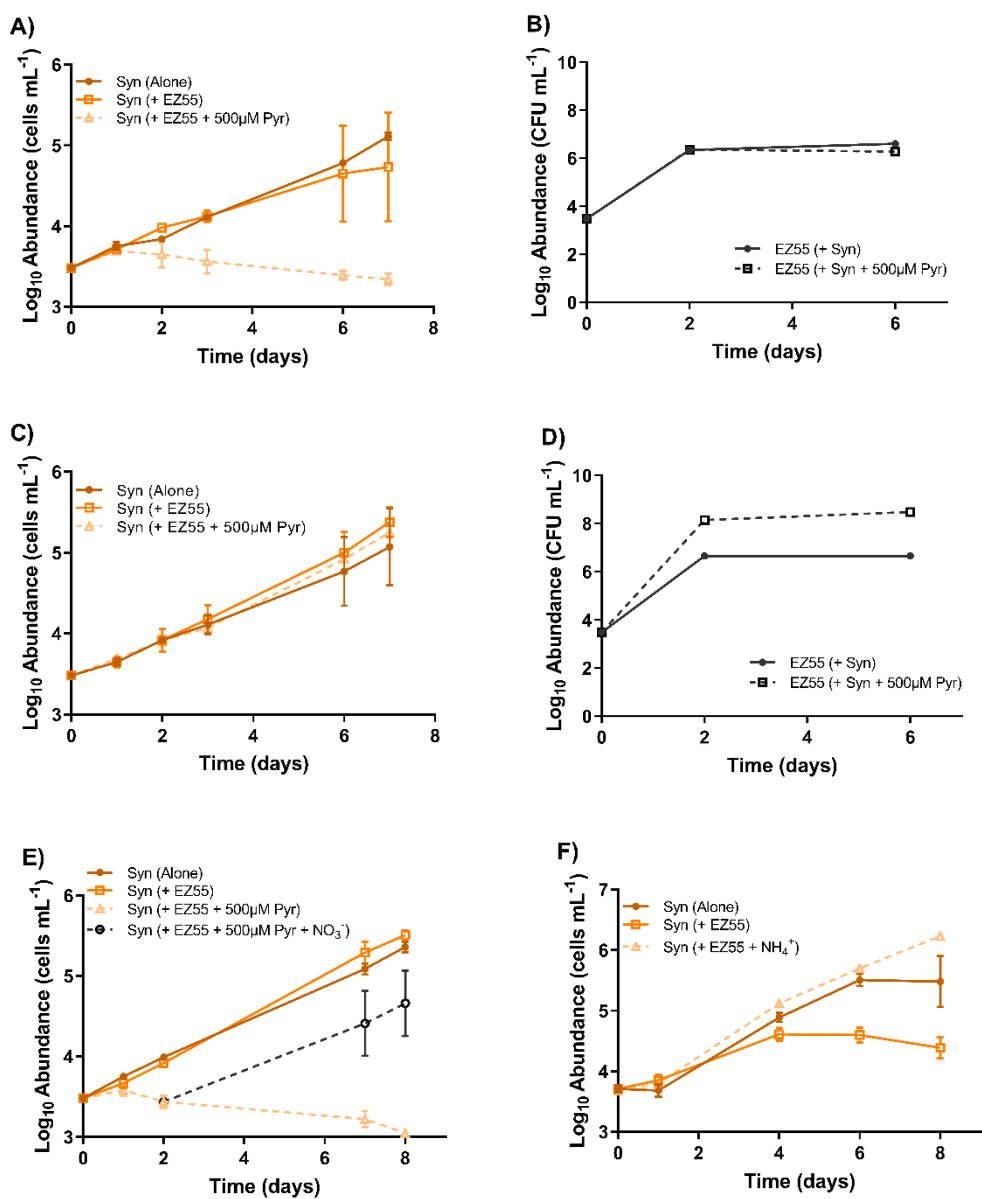 A)
Log₁₀ Abundance (cells mL⁻¹)
6
5
4
3
Syn (Alone)
Syn (+ EZ55)
Syn (+ EZ55 + 500µM Pyr)
0 2 4 6 8
Time (days)
B)
Log₁₀ Abundance (CFU mL⁻¹)
10
8
6
4
2
0
EZ55 (+ Syn)
EZ55 (+ Syn + 500µM Pyr)
0 2 4 6
Time (days)
C)
Log₁₀ Abundance (cells mL⁻¹)
6
5
4
3
Syn (Alone)
Syn (+ EZ55)
Syn (+ EZ55 + 500µM Pyr)
0 2 4 6 8
Time (days)
D)
Log₁₀ Abundance (CFU mL⁻¹)
10
8
6
4
2
0
EZ55 (+ Syn)
EZ55 (+ Syn + 500µM Pyr)
0 2 4 6
Time (days)
E)
Log₁₀ Abundance (cells mL⁻¹)
Syn (Alone)
Syn (+ EZ55)
Syn (+ EZ55 + 500µM Pyr)
Syn (+ EZ55 + 500µM Pyr + NO₃⁻)
6
5
4
3
0 2 4 6 8
Time (days)
F)
Log₁₀ Abundance (cells mL⁻¹)
7
6
5
4
3
Syn (Alone)
Syn (+ EZ55)
Syn (+ EZ55 + NH₄⁺)
0 2 4 6 8
Time (days)